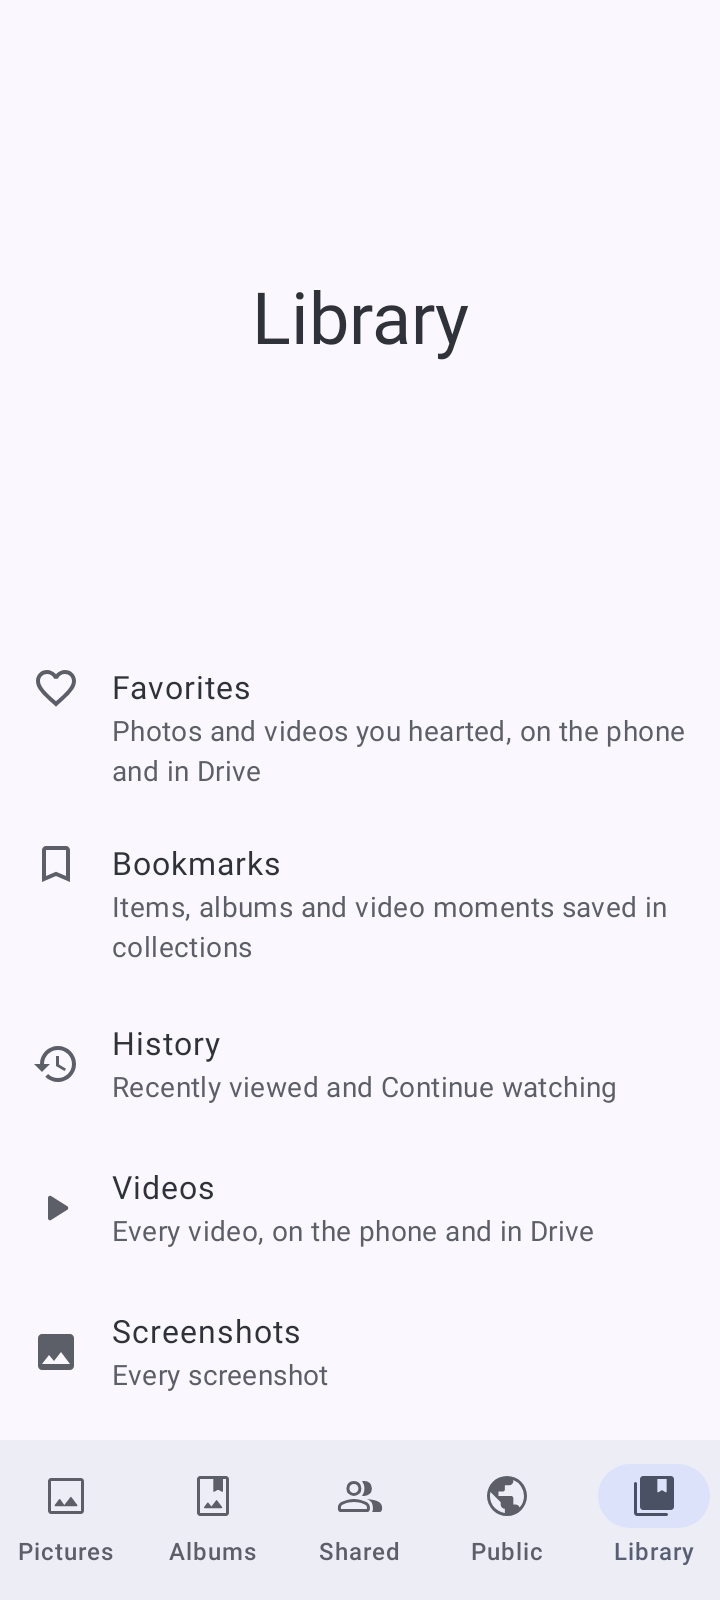 Library
Favorites
Photos and videos you hearted, on the phone
and in Drive
Bookmarks
Items, albums and video moments saved in
collections
History
Recently viewed and Continue watching
Videos
Every video, on the phone and in Drive
Screenshots
Every screenshot
Pictures Albums Shared Public Library